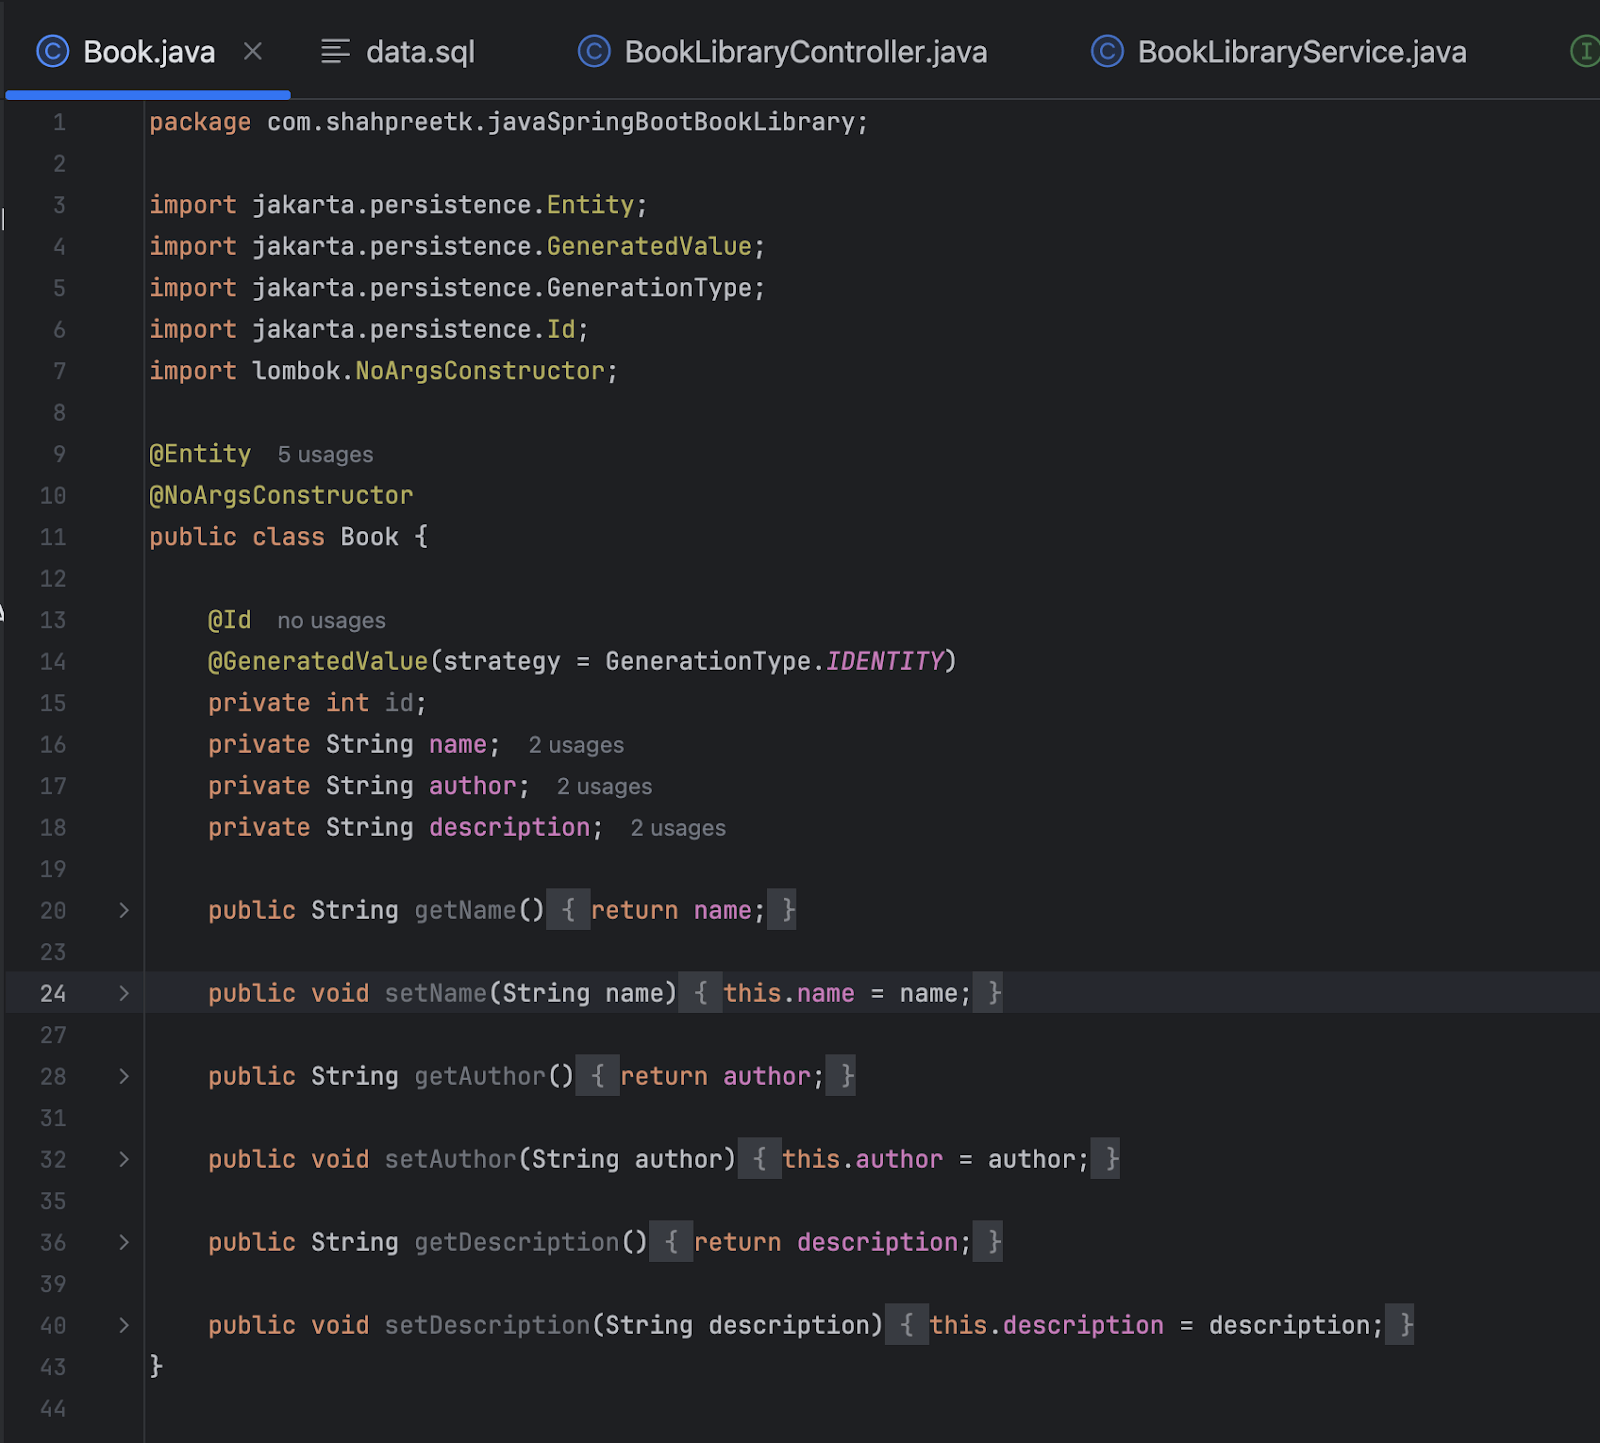 Book.java data.sql BookLibraryController.java BookLibraryService.java
1 package com.shahpreetk.javaSpringBootBookLibrary;
2
3 import jakarta.persistence.Entity;
4 import jakarta.persistence.GeneratedValue;
5 import jakarta.persistence.GenerationType;
6 import jakarta.persistence.Id;
7 import lombok.NoArgsConstructor;
8
9 @Entity 5 usages
10 @NoArgsConstructor
11 public class Book {
12
13 @Id no usages
14 @GeneratedValue(strategy = GenerationType.IDENTITY)
15 private int id;
16 private String name; 2 usages
17 private String author; 2 usages
18 private String description; 2 usages
19
20 public String getName() { return name; }
23
24 public void setName(String name) { this.name = name; }
27
28 public String getAuthor() { return author; }
31
32 public void setAuthor(String author) { this.author = author; }
35
36 public String getDescription() { return description; }
39
40 public void setDescription(String description) { this.description = description; }
43 }
44